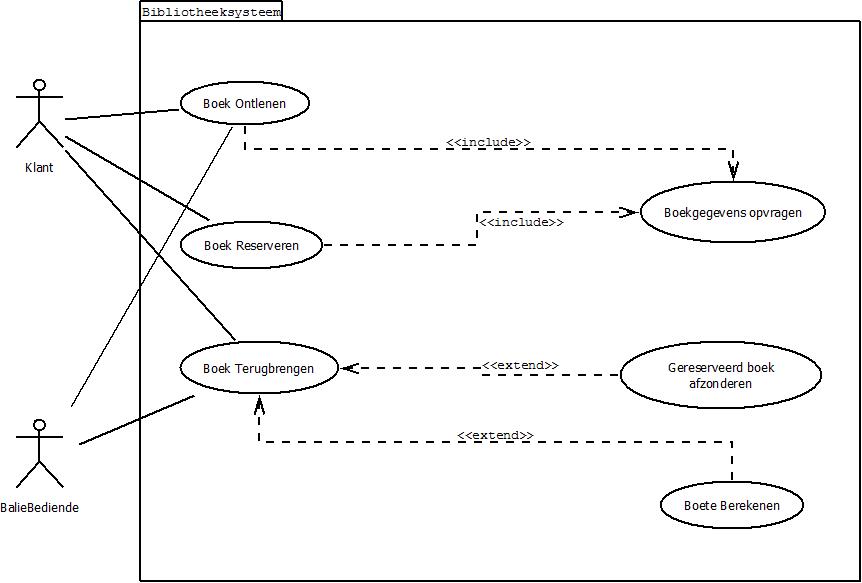 Bibliotheeksysteem
Boek Ontlenen
<<include>>
Klant
Boekgegevens opvragen
<<include>>
Boek Reserveren
Boek Terugbrengen
<<extend>>
Gereserveerd boek
afzonderen
<<extend>>
BalieBediende
Boete Berekenen